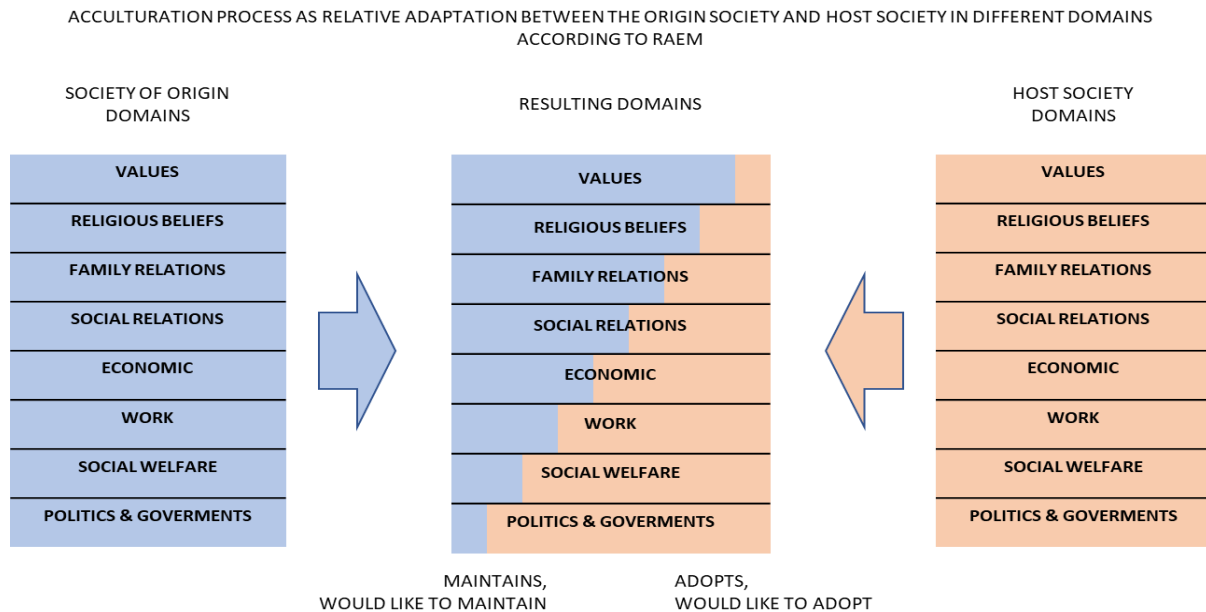 ACCULTURATION PROCESS AS RELATIVE ADAPTATION BETWEEN THE ORIGIN SOCIETY AND HOST SOCIETY IN DIFFERENT DOMAINS
ACCORDING TO RAEM
SOCIETY OF ORIGIN
DOMAINS
VALUES
RELIGIOUS BELIEFS
FAMILY RELATIONS
SOCIAL RELATIONS
ECONOMIC
WORK
SOCIAL WELFARE
POLITICS & GOVERMENTS
RESULTING DOMAINS
VALUES
RELIGIOUS BELIEFS
FAMILY RELATIONS
SOCIAL RELATIONS
ECONOMIC
WORK
SOCIAL WELFARE
POLITICS & GOVERMENTS
MAINTAINS,
WOULD LIKE TO MAINTAIN
ADOPTS,
WOULD LIKE TO ADOPT
HOST SOCIETY
DOMAINS
VALUES
RELIGIOUS BELIEFS
FAMILY RELATIONS
SOCIAL RELATIONS
ECONOMIC
WORK
SOCIAL WELFARE
POLITICS & GOVERMENTS